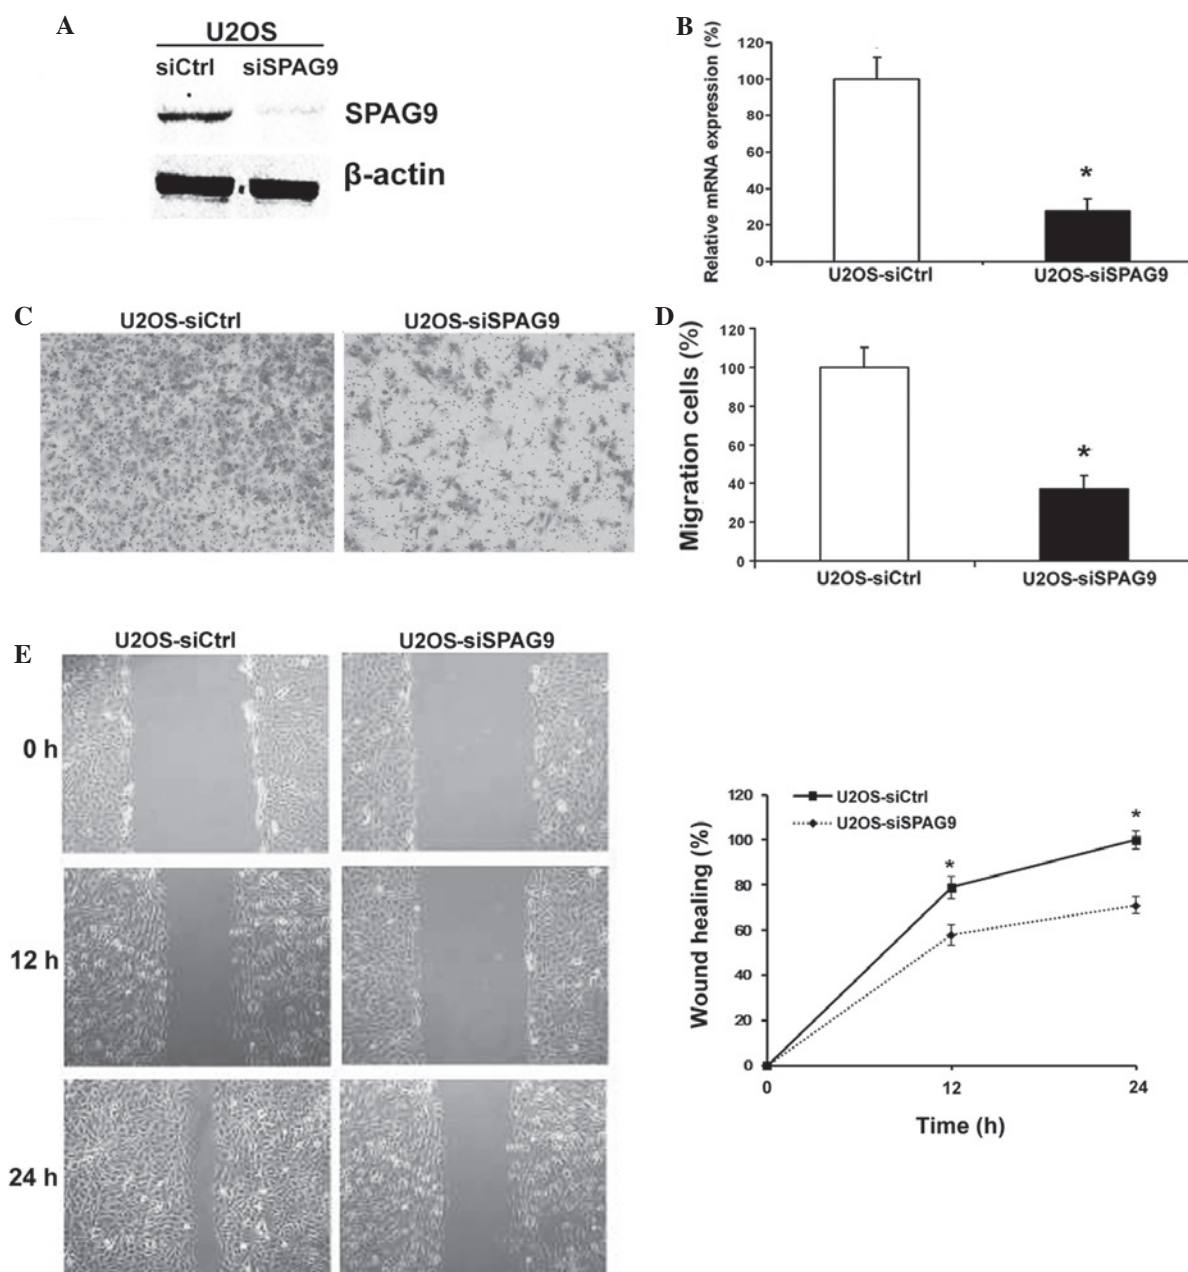 A
U2OS
siCtrl siSPAG9
SPAG9
β-actin
B
Relative mRNA expression (%)
120
100
80
60
40
20
0
U2OS-siCtrl
*
U2OS-siSPAG9
C
U2OS-siCtrl
U2OS-siSPAG9
D
Migration cells (%)
120
100
80
60
40
20
0
U2OS-siCtrl
*
U2OS-siSPAG9
E
U2OS-siCtrl
U2OS-siSPAG9
0 h
12 h
24 h
Wound healing (%)
120
100
80
60
40
20
0
U2OS-siCtrl
U2OS-siSPAG9
*
*
0 12 24
Time (h)